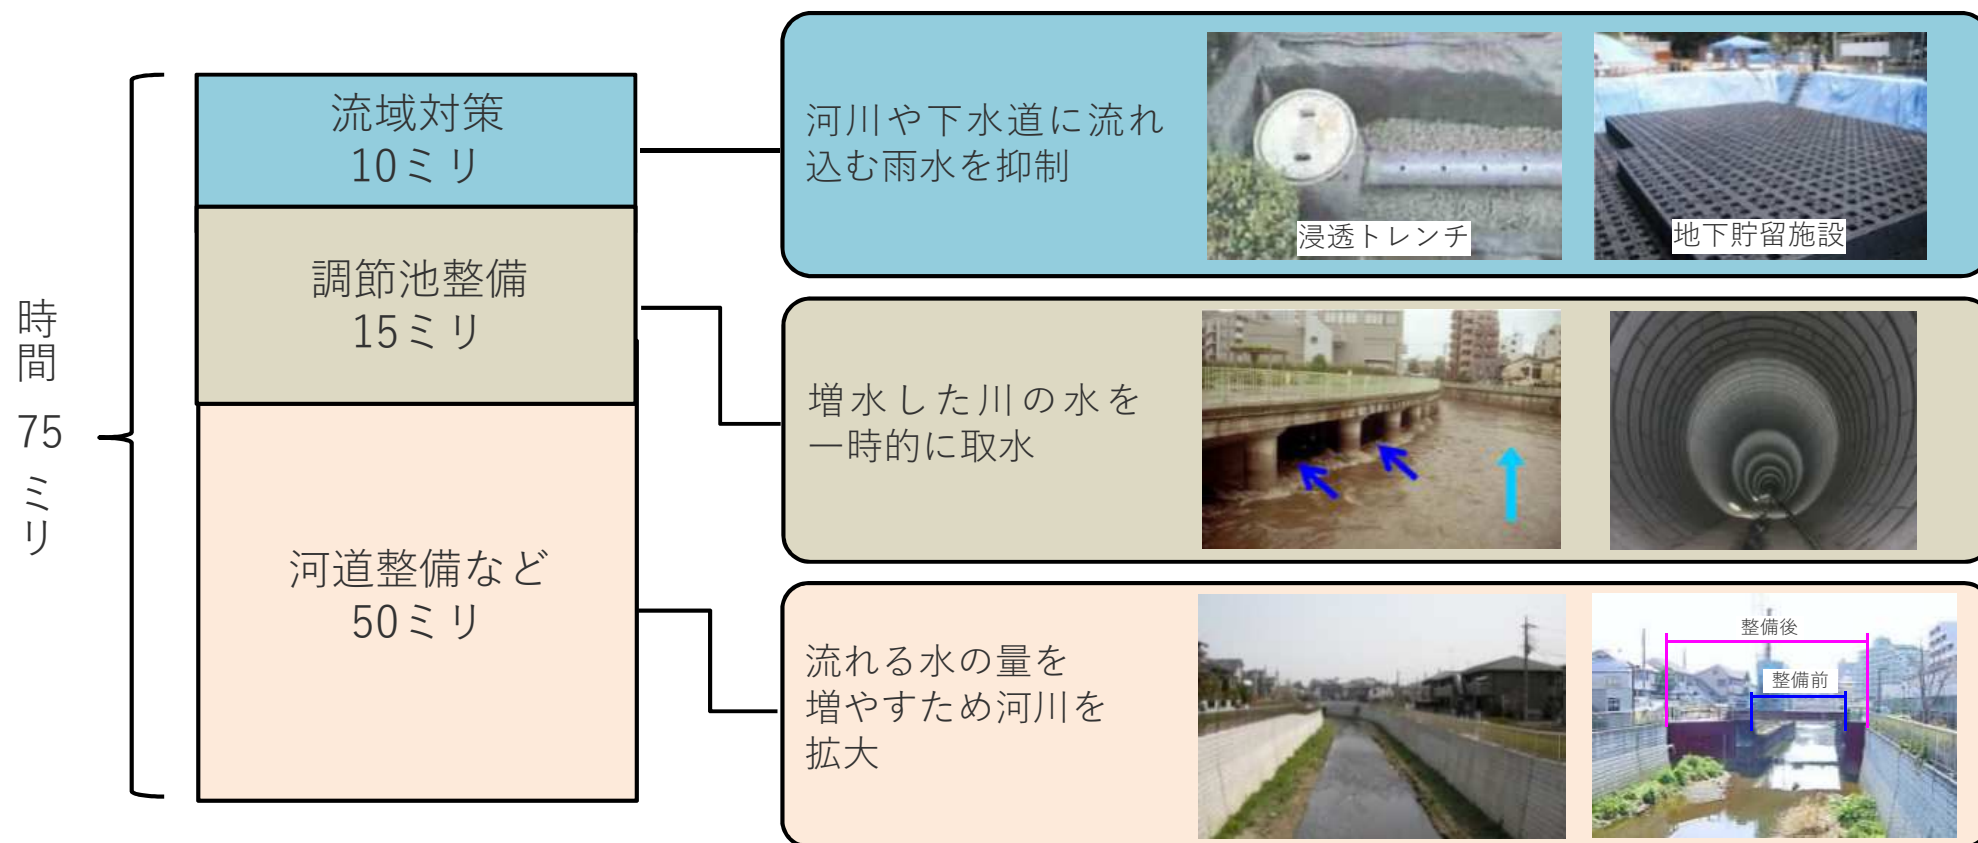 時間 75 ミリ
流域対策
10ミリ
調節池整備
15ミリ
河道整備など
50ミリ
河川や下水道に流れ
込む雨水を抑制
浸透トレンチ
地下貯留施設
増水した川の水を
一時的に取水
流れる水の量を
増やすため河川を
拡大
整備後
整備前